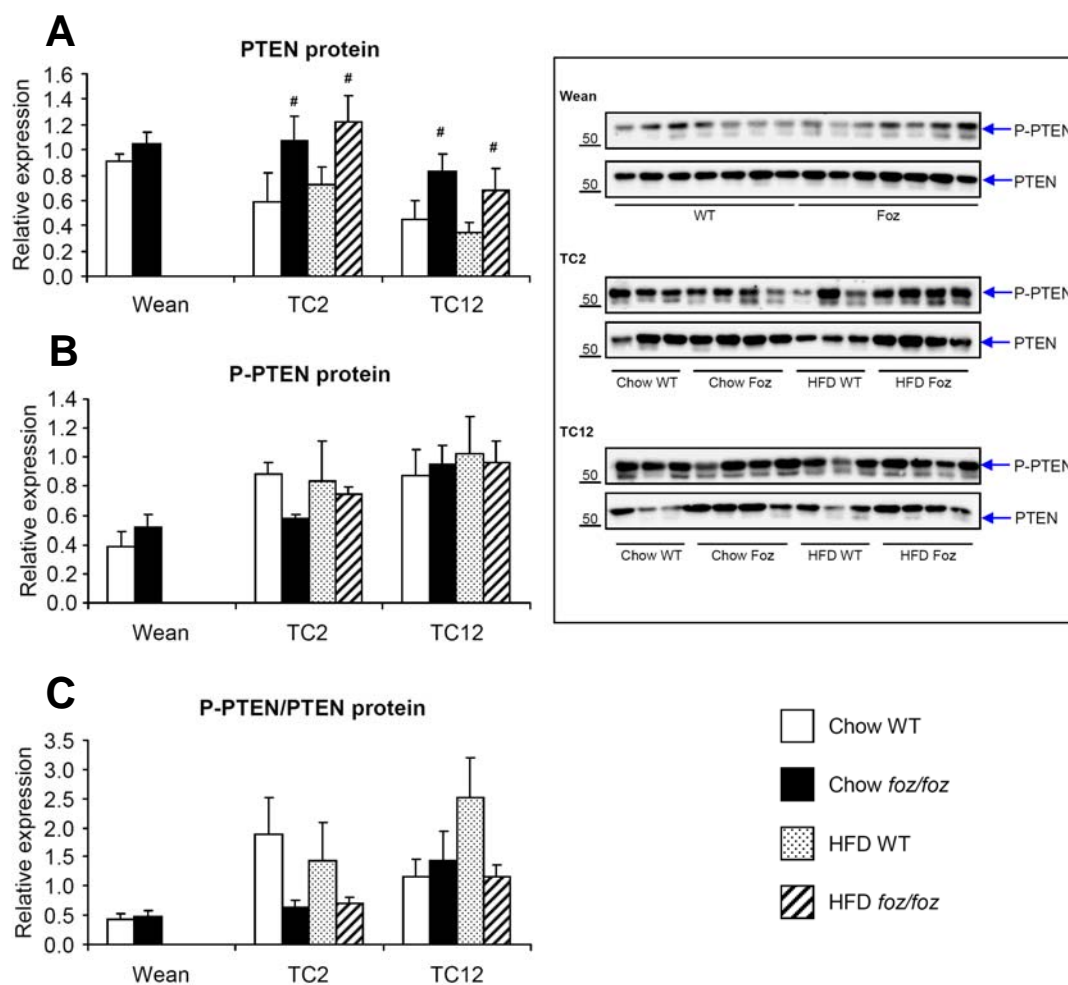 A
PTEN protein
Relative expression
1.6
1.4
1.2
1.0
0.8
0.6
0.4
0.2
0.0
# # # #
Wean TC2 TC12
B
P-PTEN protein
Relative expression
1.4
1.2
1.0
0.8
0.6
0.4
0.2
0.0
Wean TC2 TC12
C
P-PTEN/PTEN protein
Relative expression
3.5
3.0
2.5
2.0
1.5
1.0
0.5
0.0
Wean TC2 TC12
Wean
50 P-PTEN
50 PTEN
WT Foz
TC2
50 P-PTEN
50 PTEN
Chow WT Chow Foz HFD WT HFD Foz
TC12
50 P-PTEN
50 PTEN
Chow WT Chow Foz HFD WT HFD Foz
Chow WT
Chow foz/foz
HFD WT
HFD foz/foz